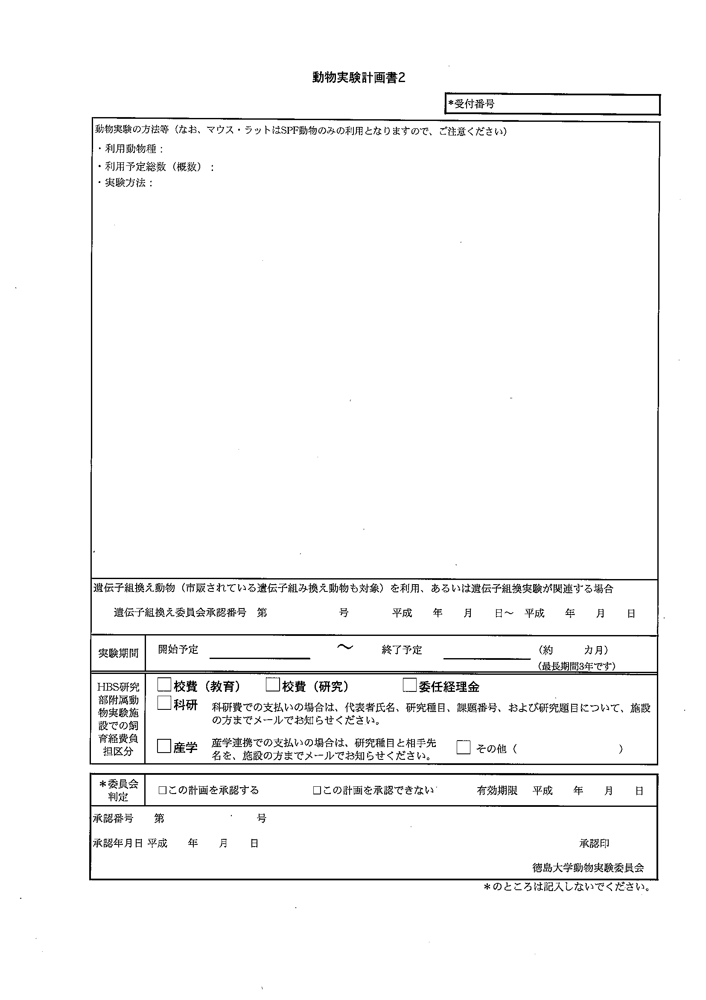 動物実験計画書2
*受付番号
動物実験の方法等（なお、マウス・ラットはSPF動物のみの利用となりますので、ご注意ください）
・利用動物種：
・利用予定総数（概数）：
・実験方法：
遺伝子組換え動物（市販されている遺伝子組み換え動物も対象）を利用、あるいは遺伝子組換実験が関連する場合
遺伝子組換え委員会承認番号 第 号 平成 年 月 日～ 平成 年 月 日
実験期間 開始予定 ～ 終了予定 （約 カ月）
（最長期間3年です）
HBS研究
部附属動
物実験施
設での飼
育経費負
担区分
□校費（教育） □校費（研究） □委任経理金
□科研 科研費での支払いの場合は、代表者氏名、研究種目、課題番号、および研究題目について、施設
の方までメールでお知らせください。
□産学 産学連携での支払いの場合は、研究種目と相手先
名を、施設の方までメールでお知らせください。
□ その他（ ）
*委員会
判定
□この計画を承認する □この計画を承認できない 有効期限 平成 年 月 日
承認番号 第 号
承認年月日 平成 年 月 日 承認印
徳島大学動物実験委員会
*のところは記入しないでください。